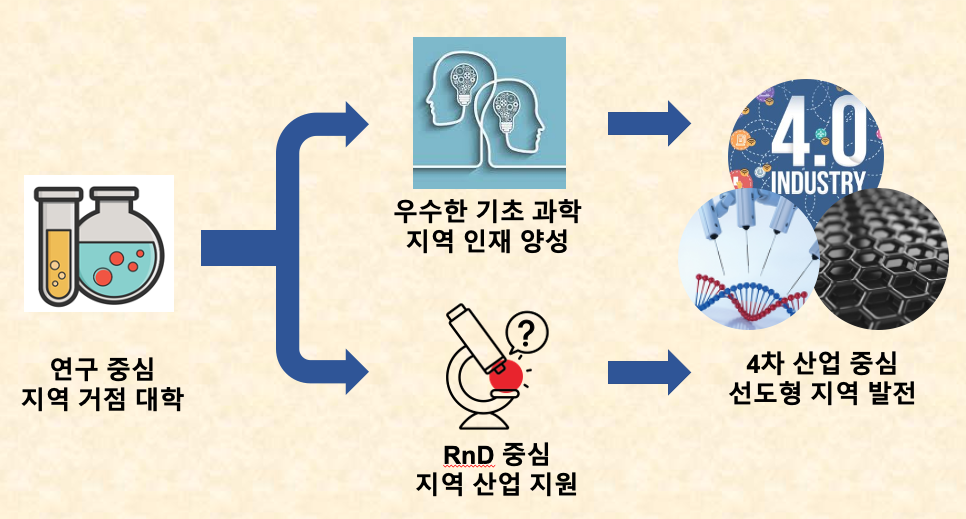 연구 중심
지역 거점 대학
우수한 기초 과학
지역 인재 양성
?
RnD 중심
지역 산업 지원
4.0
INDUSTRY
4차 산업 중심
선도형 지역 발전